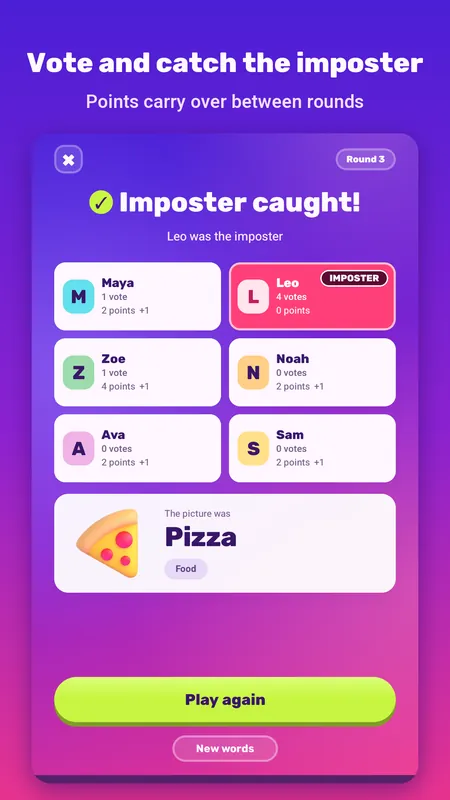 Vote and catch the imposter
Points carry over between rounds
Round 3
Imposter caught!
Leo was the imposter
M
Maya
1 vote
2 points +1
L
Leo
IMPOSTER
4 votes
0 points
Z
Zoe
1 vote
4 points +1
N
Noah
0 votes
2 points +1
A
Ava
0 votes
2 points +1
S
Sam
0 votes
2 points +1
The picture was
Pizza
Food
Play again
New words